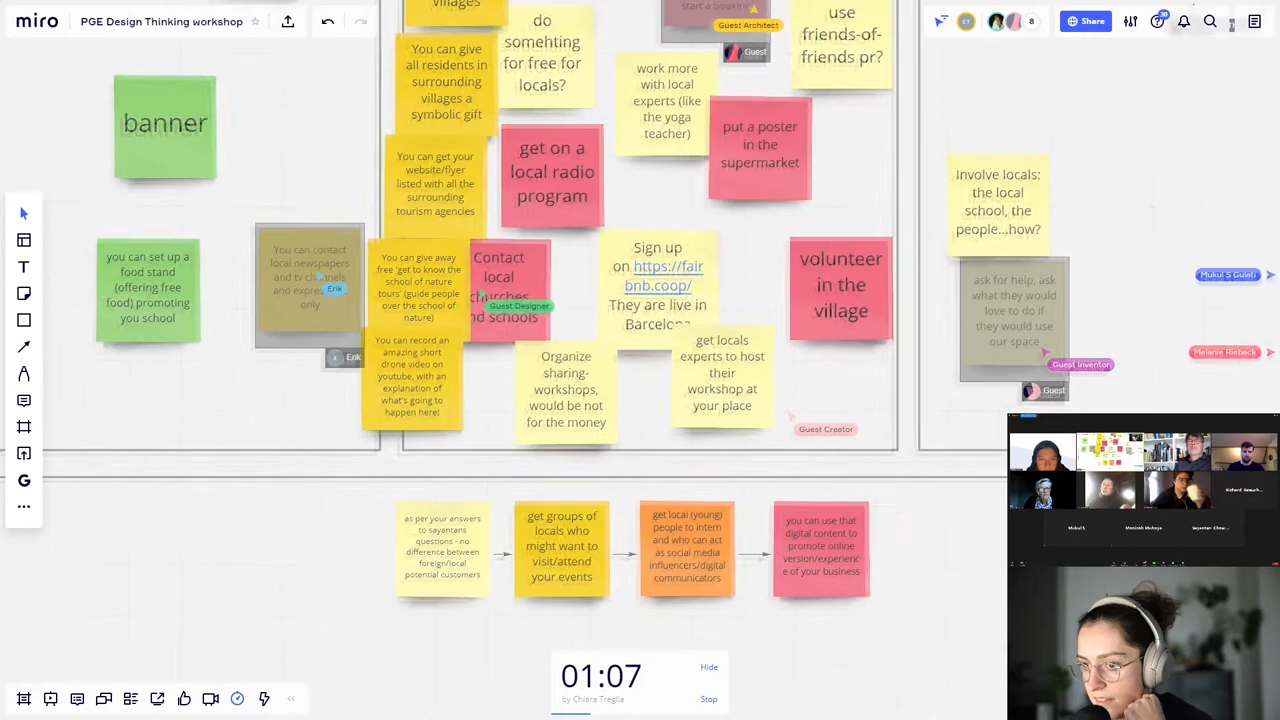 miro
PGE Design Thinking workshop
CT
8
Share
30
villages
You can give
all residents in
surrounding
villages a
symbolic gift
do
somehting
for free for
locals?
start a booking
Guest Architect
Guest
use
friends-of-
friends pr?
banner
work more
with local
experts (like
the yoga
teacher)
put a poster
in the
supermarket
get on a
local radio
program
You can get your
website/flyer
listed with all the
surrounding
tourism agencies
Involve locals:
the local
school, the
people...how?
you can set up a
food stand
(offering free
food) promoting
you school
You can contact
local newspapers
and tv channels
and express
only
Erik
Erik
You can give away
free 'get to know the
school of nature
tours' (guide people
over the school of
nature)
Contact
local
churches
nd schools
Guest Designer
Sign up
on https://fair
bnb.coop/
They are live in
Barcelona
volunteer
in the
village
ask for help, ask
what they would
love to do if
they would use
our space
Guest Inventor
Guest
Mukul S Gulati
Melanie Rieback
You can record an
amazing short
drone video on
youtube, with an
explanation of
what's going to
happen here!
Organize
sharing-
workshops,
would be not
for the money
get locals
experts to host
their
workshop at
your place
Guest Creator
as per your answers
to sayantans
questions - no
difference between
foreign/local
potential customers
get groups of
locals who
might want to
visit/attend
your events
get local (young)
people to intern
and who can act
as social media
influencers/digital
communicators
you can use that
digital content to
promote online
version/experienc
e of your business
01:07
by Chiara Treglia
Hide
Stop
Mukul S